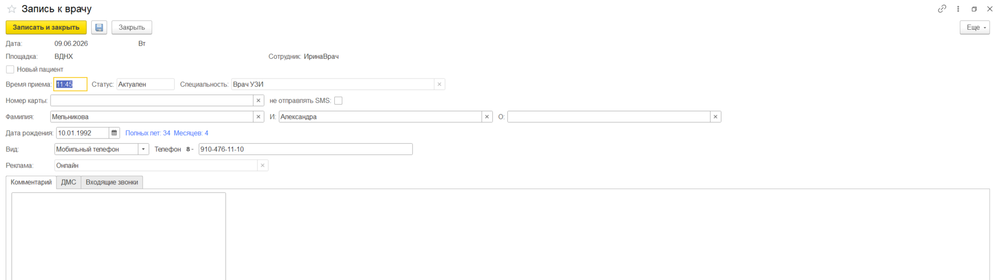 Запись к врачу
Записать и закрыть Закрыть Еще
Дата: 09.06.2026 Вт
Площадка: ВДНХ Сотрудник: ИринаВрач
Новый пациент
Время приема: 11:45 Статус: Актуален Специальность: Врач УЗИ
Номер карты: не отправлять SMS:
Фамилия: Мельникова И: Александра О:
Дата рождения: 10.01.1992 Полных лет: 34 Месяцев: 4
Вид: Мобильный телефон Телефон 8 - 910-476-11-10
Реклама: Онлайн
Комментарий ДМС Входящие звонки